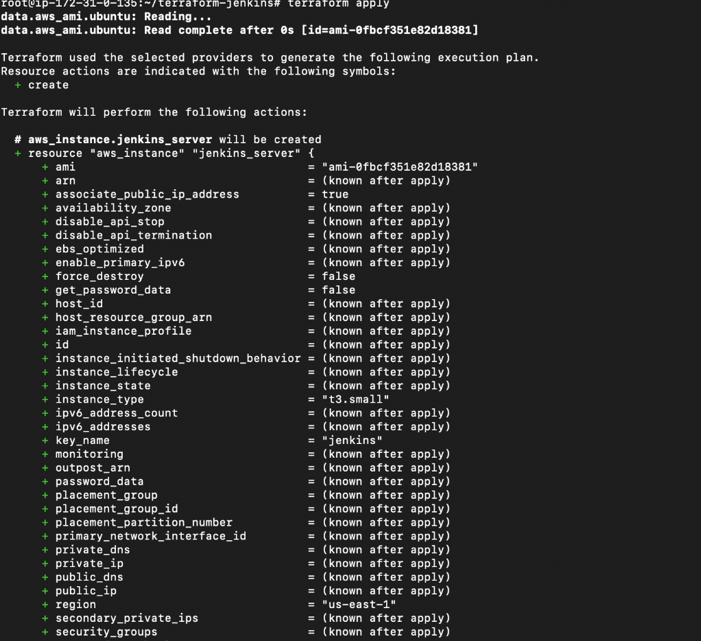 root@ip-172-31-0-135:~/terraform-jenkins# terraform apply
data.aws_ami.ubuntu: Reading...
data.aws_ami.ubuntu: Read complete after 0s [id=ami-0fbcf351e82d18381]

Terraform used the selected providers to generate the following execution plan.
Resource actions are indicated with the following symbols:
  + create

Terraform will perform the following actions:

  # aws_instance.jenkins_server will be created
  + resource "aws_instance" "jenkins_server" {
      + ami                                  = "ami-0fbcf351e82d18381"
      + arn                                  = (known after apply)
      + associate_public_ip_address          = true
      + availability_zone                    = (known after apply)
      + disable_api_stop                     = (known after apply)
      + disable_api_termination              = (known after apply)
      + ebs_optimized                        = (known after apply)
      + enable_primary_ipv6                  = (known after apply)
      + force_destroy                        = false
      + get_password_data                    = false
      + host_id                              = (known after apply)
      + host_resource_group_arn              = (known after apply)
      + iam_instance_profile                 = (known after apply)
      + id                                   = (known after apply)
      + instance_initiated_shutdown_behavior = (known after apply)
      + instance_lifecycle                   = (known after apply)
      + instance_state                       = (known after apply)
      + instance_type                        = "t3.small"
      + ipv6_address_count                   = (known after apply)
      + ipv6_addresses                       = (known after apply)
      + key_name                             = "jenkins"
      + monitoring                           = (known after apply)
      + outpost_arn                          = (known after apply)
      + password_data                        = (known after apply)
      + placement_group                      = (known after apply)
      + placement_group_id                   = (known after apply)
      + placement_partition_number           = (known after apply)
      + primary_network_interface_id         = (known after apply)
      + private_dns                          = (known after apply)
      + private_ip                           = (known after apply)
      + public_dns                           = (known after apply)
      + public_ip                            = (known after apply)
      + region                               = "us-east-1"
      + secondary_private_ips                = (known after apply)
      + security_groups                      = (known after apply)